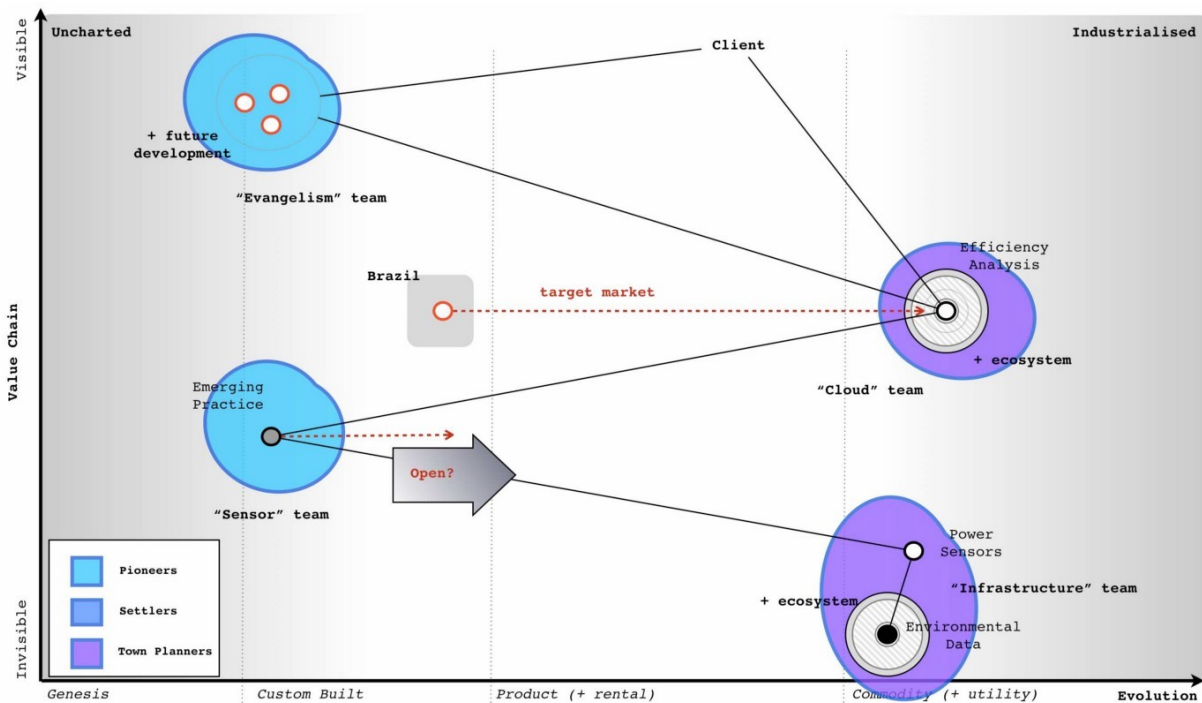 Uncharted
Industrialised
Visible
Client
+ future
development
“Evangelism” team
Efficiency
Analysis
Brazil
target market
+ ecosystem
“Cloud” team
Value Chain
Emerging
Practice
Open?
“Sensor” team
Power
Sensors
“Infrastructure” team
+ ecosystem
Environmental
Data
Pioneers
Settlers
Town Planners
Invisible
Genesis
Custom Built
Product (+ rental)
Commodity (+ utility)
Evolution